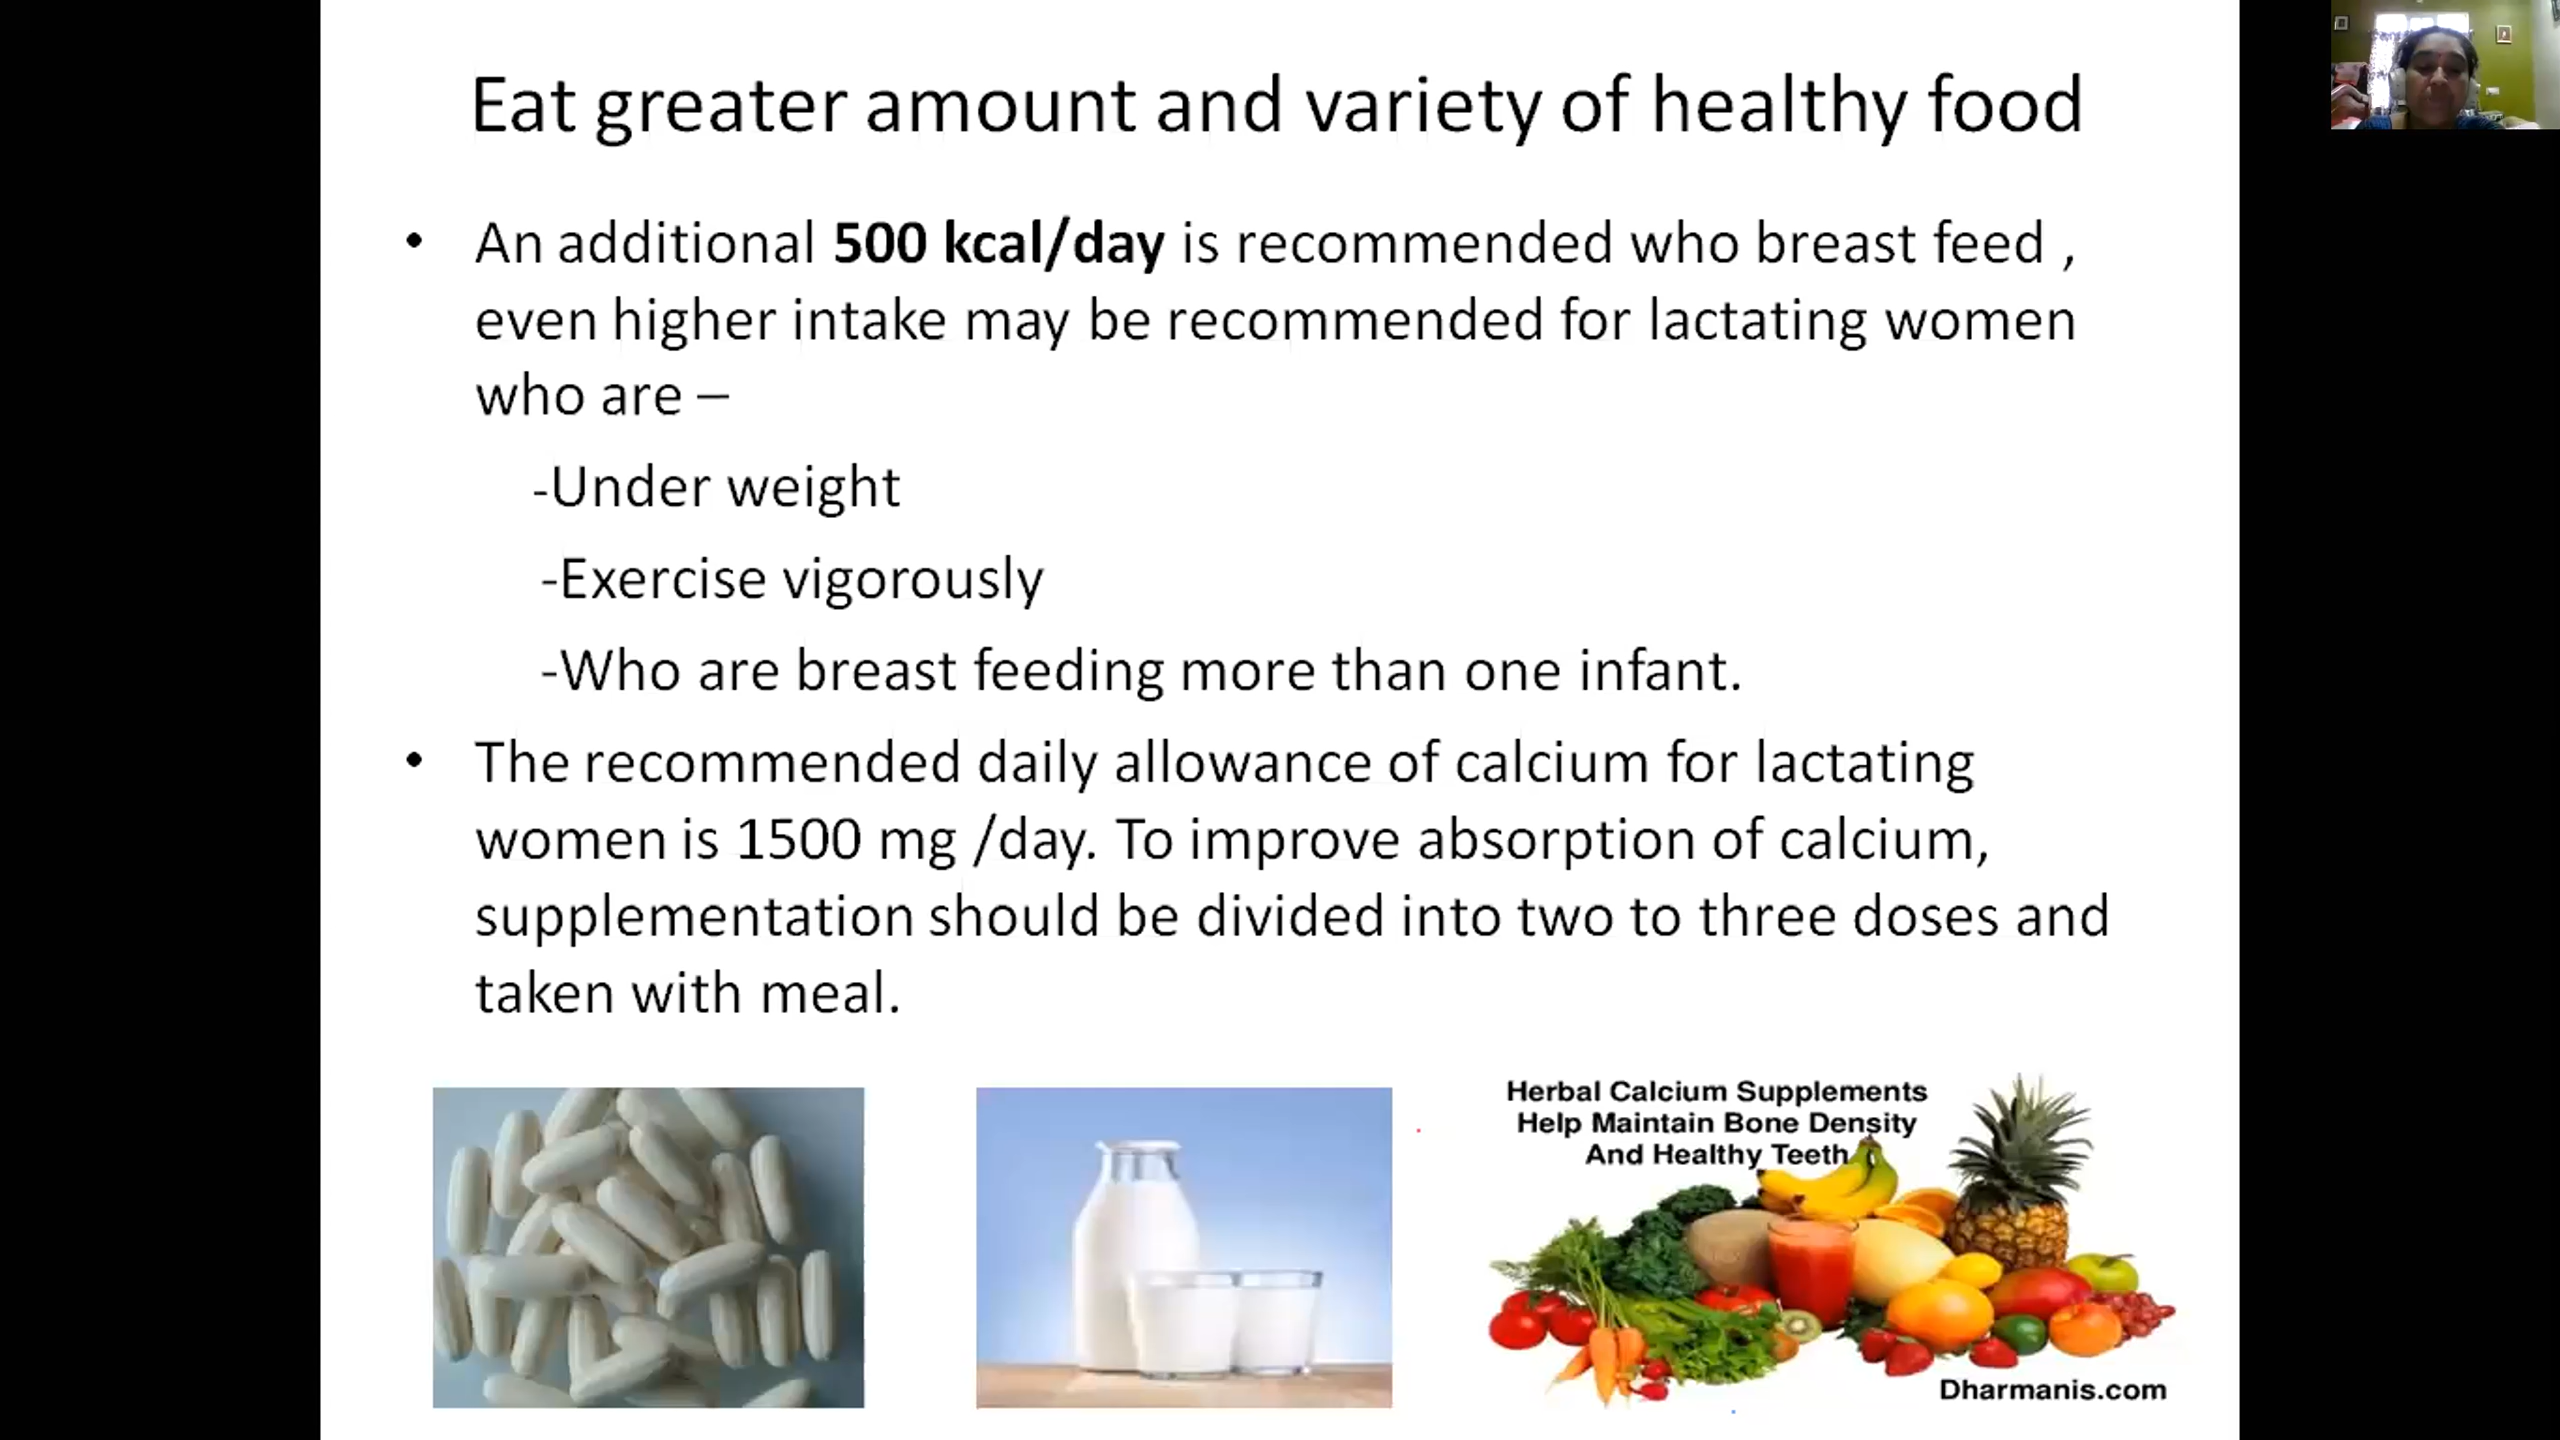 Eat greater amount and variety of healthy food
• An additional 500 kcal/day is recommended who breast feed ,
even higher intake may be recommended for lactating women
who are –
-Under weight
-Exercise vigorously
-Who are breast feeding more than one infant.
• The recommended daily allowance of calcium for lactating
women is 1500 mg /day. To improve absorption of calcium,
supplementation should be divided into two to three doses and
taken with meal.
Herbal Calcium Supplements
Help Maintain Bone Density
And Healthy Teeth
Dharmanis.com